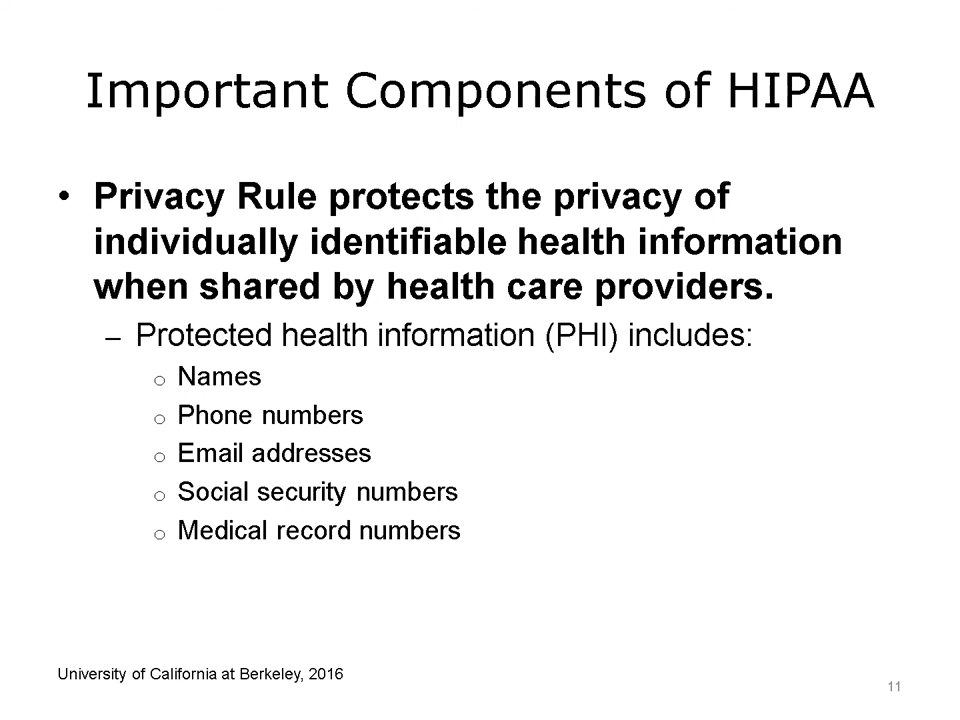 Important Components of HIPAA
• Privacy Rule protects the privacy of
individually identifiable health information
when shared by health care providers.
– Protected health information (PHI) includes:
o Names
o Phone numbers
o Email addresses
o Social security numbers
o Medical record numbers
University of California at Berkeley, 2016
11